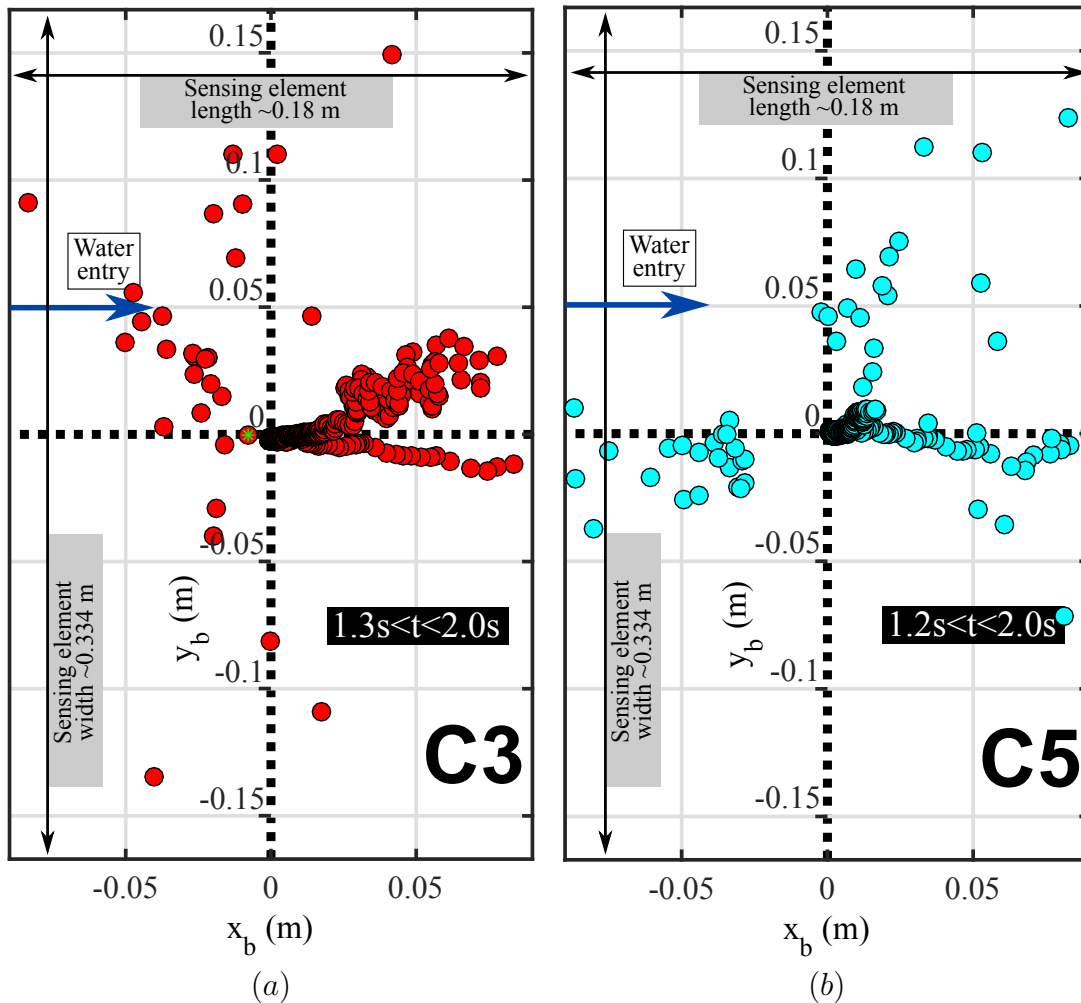 0.15
Sensing element
length ~0.18 m
0.1
Water
entry
0.05
0
-0.05
Sensing element
width ~0.334 m
y_b (m)
1.3s<t<2.0s
-0.1
C3
-0.15
-0.05
0
0.05
x_b (m)
(a)
0.15
Sensing element
length ~0.18 m
0.1
Water
entry
0.05
0
-0.05
Sensing element
width ~0.334 m
y_b (m)
1.2s<t<2.0s
-0.1
C5
-0.15
-0.05
0
0.05
x_b (m)
(b)